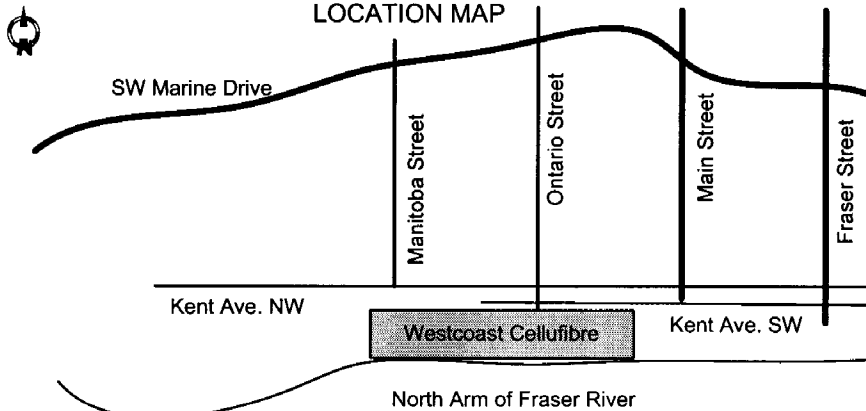 LOCATION MAP
N
SW Marine Drive
Manitoba Street
Ontario Street
Main Street
Fraser Street
Kent Ave. NW
Kent Ave. SW
Westcoast Cellufibre
North Arm of Fraser River